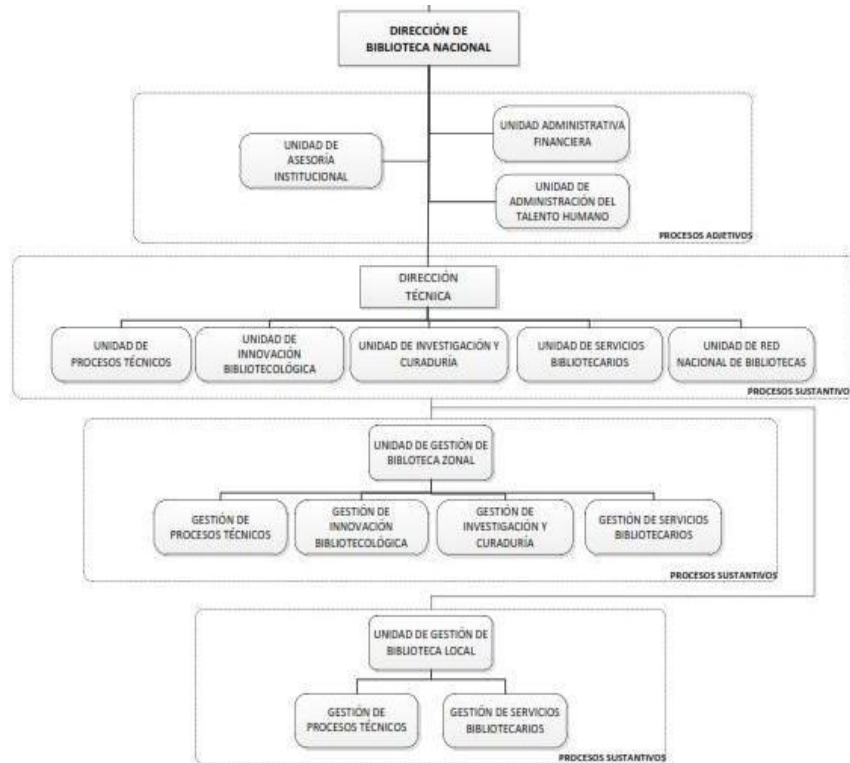 DIRECCIÓN DE
BIBLIOTECA NACIONAL
UNIDAD DE
ASESORÍA
INSTITUCIONAL
UNIDAD ADMINISTRATIVA
FINANCIERA
UNIDAD DE
ADMINISTRACIÓN DEL
TALENTO HUMANO
PROCESOS ADJETIVOS
DIRECCIÓN
TÉCNICA
UNIDAD DE
PROCESOS TÉCNICOS
UNIDAD DE
INNOVACIÓN
BIBLIOTECOLÓGICA
UNIDAD DE INVESTIGACIÓN Y
CURADURÍA
UNIDAD DE SERVICIOS
BIBLIOTECARIOS
UNIDAD DE RED
NACIONAL DE BIBLIOTECAS
PROCESOS SUSTANTIVO
UNIDAD DE GESTIÓN DE
BIBLOTECA ZONAL
GESTIÓN DE
PROCESOS TÉCNICOS
GESTIÓN DE
INNOVACIÓN
BIBLIOTECOLÓGICA
GESTIÓN DE
INVESTIGACIÓN Y
CURADURÍA
GESTIÓN DE SERVICIOS
BIBLIOTECARIOS
PROCESOS SUSTANTIVOS
UNIDAD DE GESTIÓN DE
BIBLIOTECA LOCAL
GESTIÓN DE
PROCESOS TÉCNICOS
GESTIÓN DE SERVICIOS
BIBLIOTECARIOS
PROCESOS SUSTANTIVOS